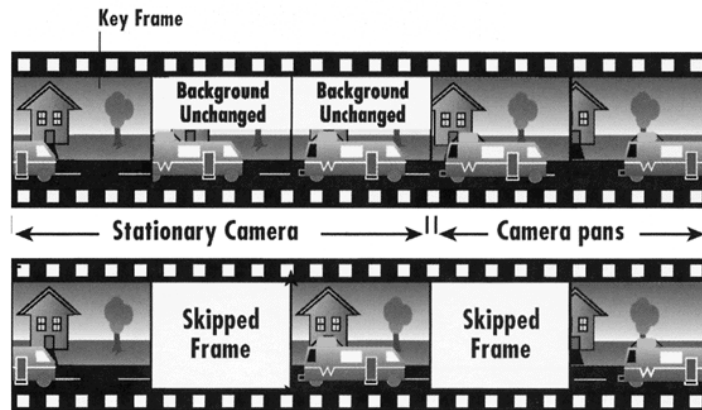 Key Frame
Background
Unchanged
Background
Unchanged
Stationary Camera
Camera pans
Skipped
Frame
Skipped
Frame